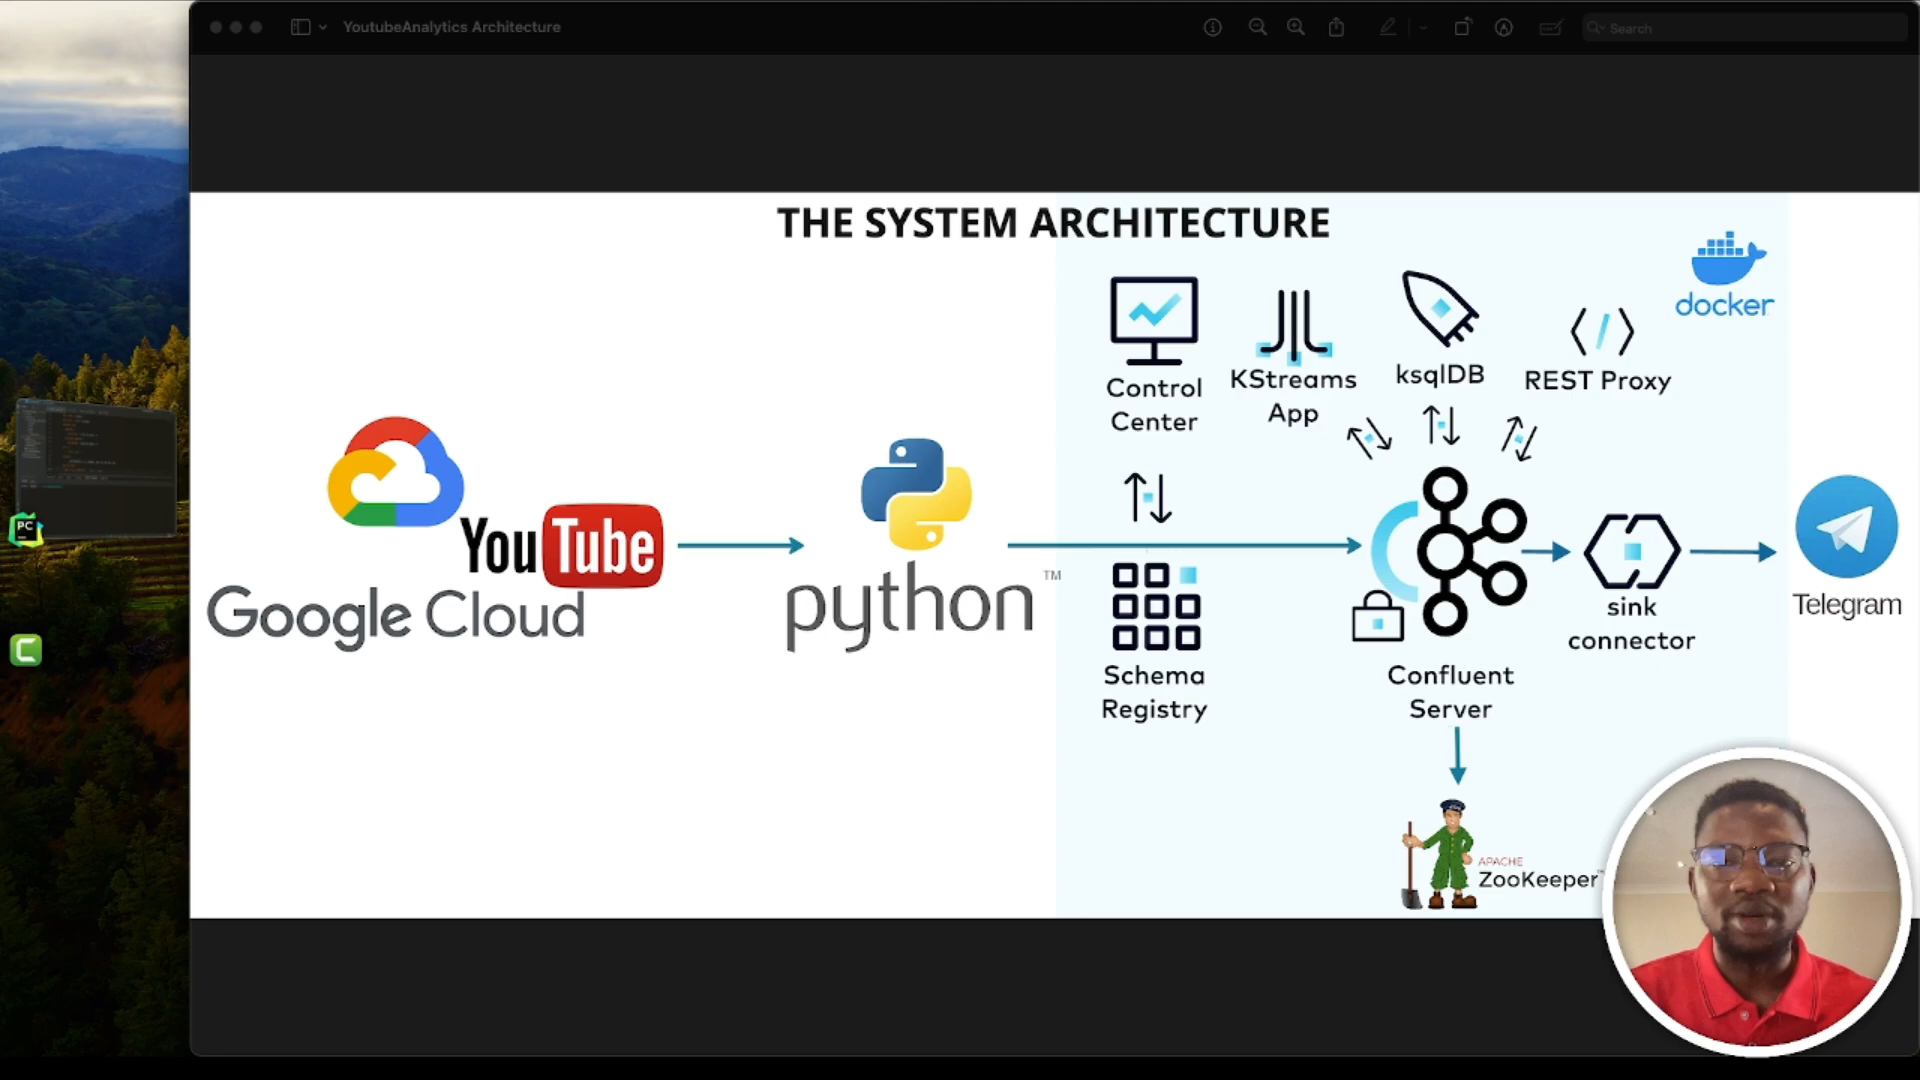 YoutubeAnalytics Architecture
Search
THE SYSTEM ARCHITECTURE
docker
Control
Center
KStreams
App
ksqlDB
REST Proxy
YouTube
Google Cloud
python
TM
Schema
Registry
Confluent
Server
sink
connector
Telegram
APACHE
ZooKeeper
PC
C